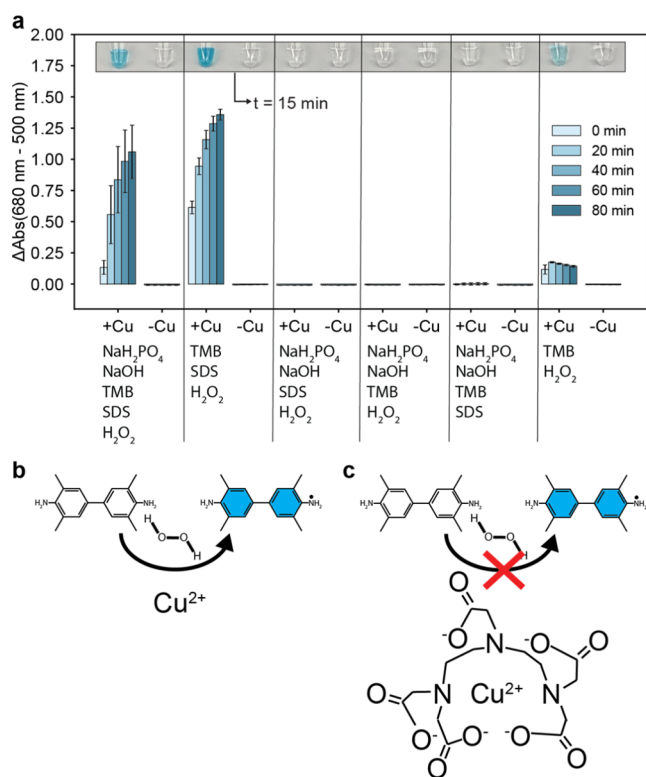 a
2.00
1.75
1.50
1.25
1.00
0.75
0.50
0.25
0.00
ΔAbs(680 nm - 500 nm)
t = 15 min
0 min
20 min
40 min
60 min
80 min
+Cu -Cu +Cu -Cu +Cu -Cu +Cu -Cu +Cu -Cu +Cu -Cu
NaH₂PO₄ TMB NaH₂PO₄ NaH₂PO₄ NaH₂PO₄ TMB
NaOH SDS NaOH NaOH NaOH H₂O₂
TMB H₂O₂ SDS TMB TMB
SDS H₂O₂ H₂O₂ SDS
H₂O₂
b c
H₂N NH₂ H₂N NH₂ H₂N NH₂ H₂N NH₂
H O O H H O O H
Cu²⁺
O
⁻O N ⁻O O
N Cu²⁺ N
O O
O⁻ O⁻ ⁻O O
O